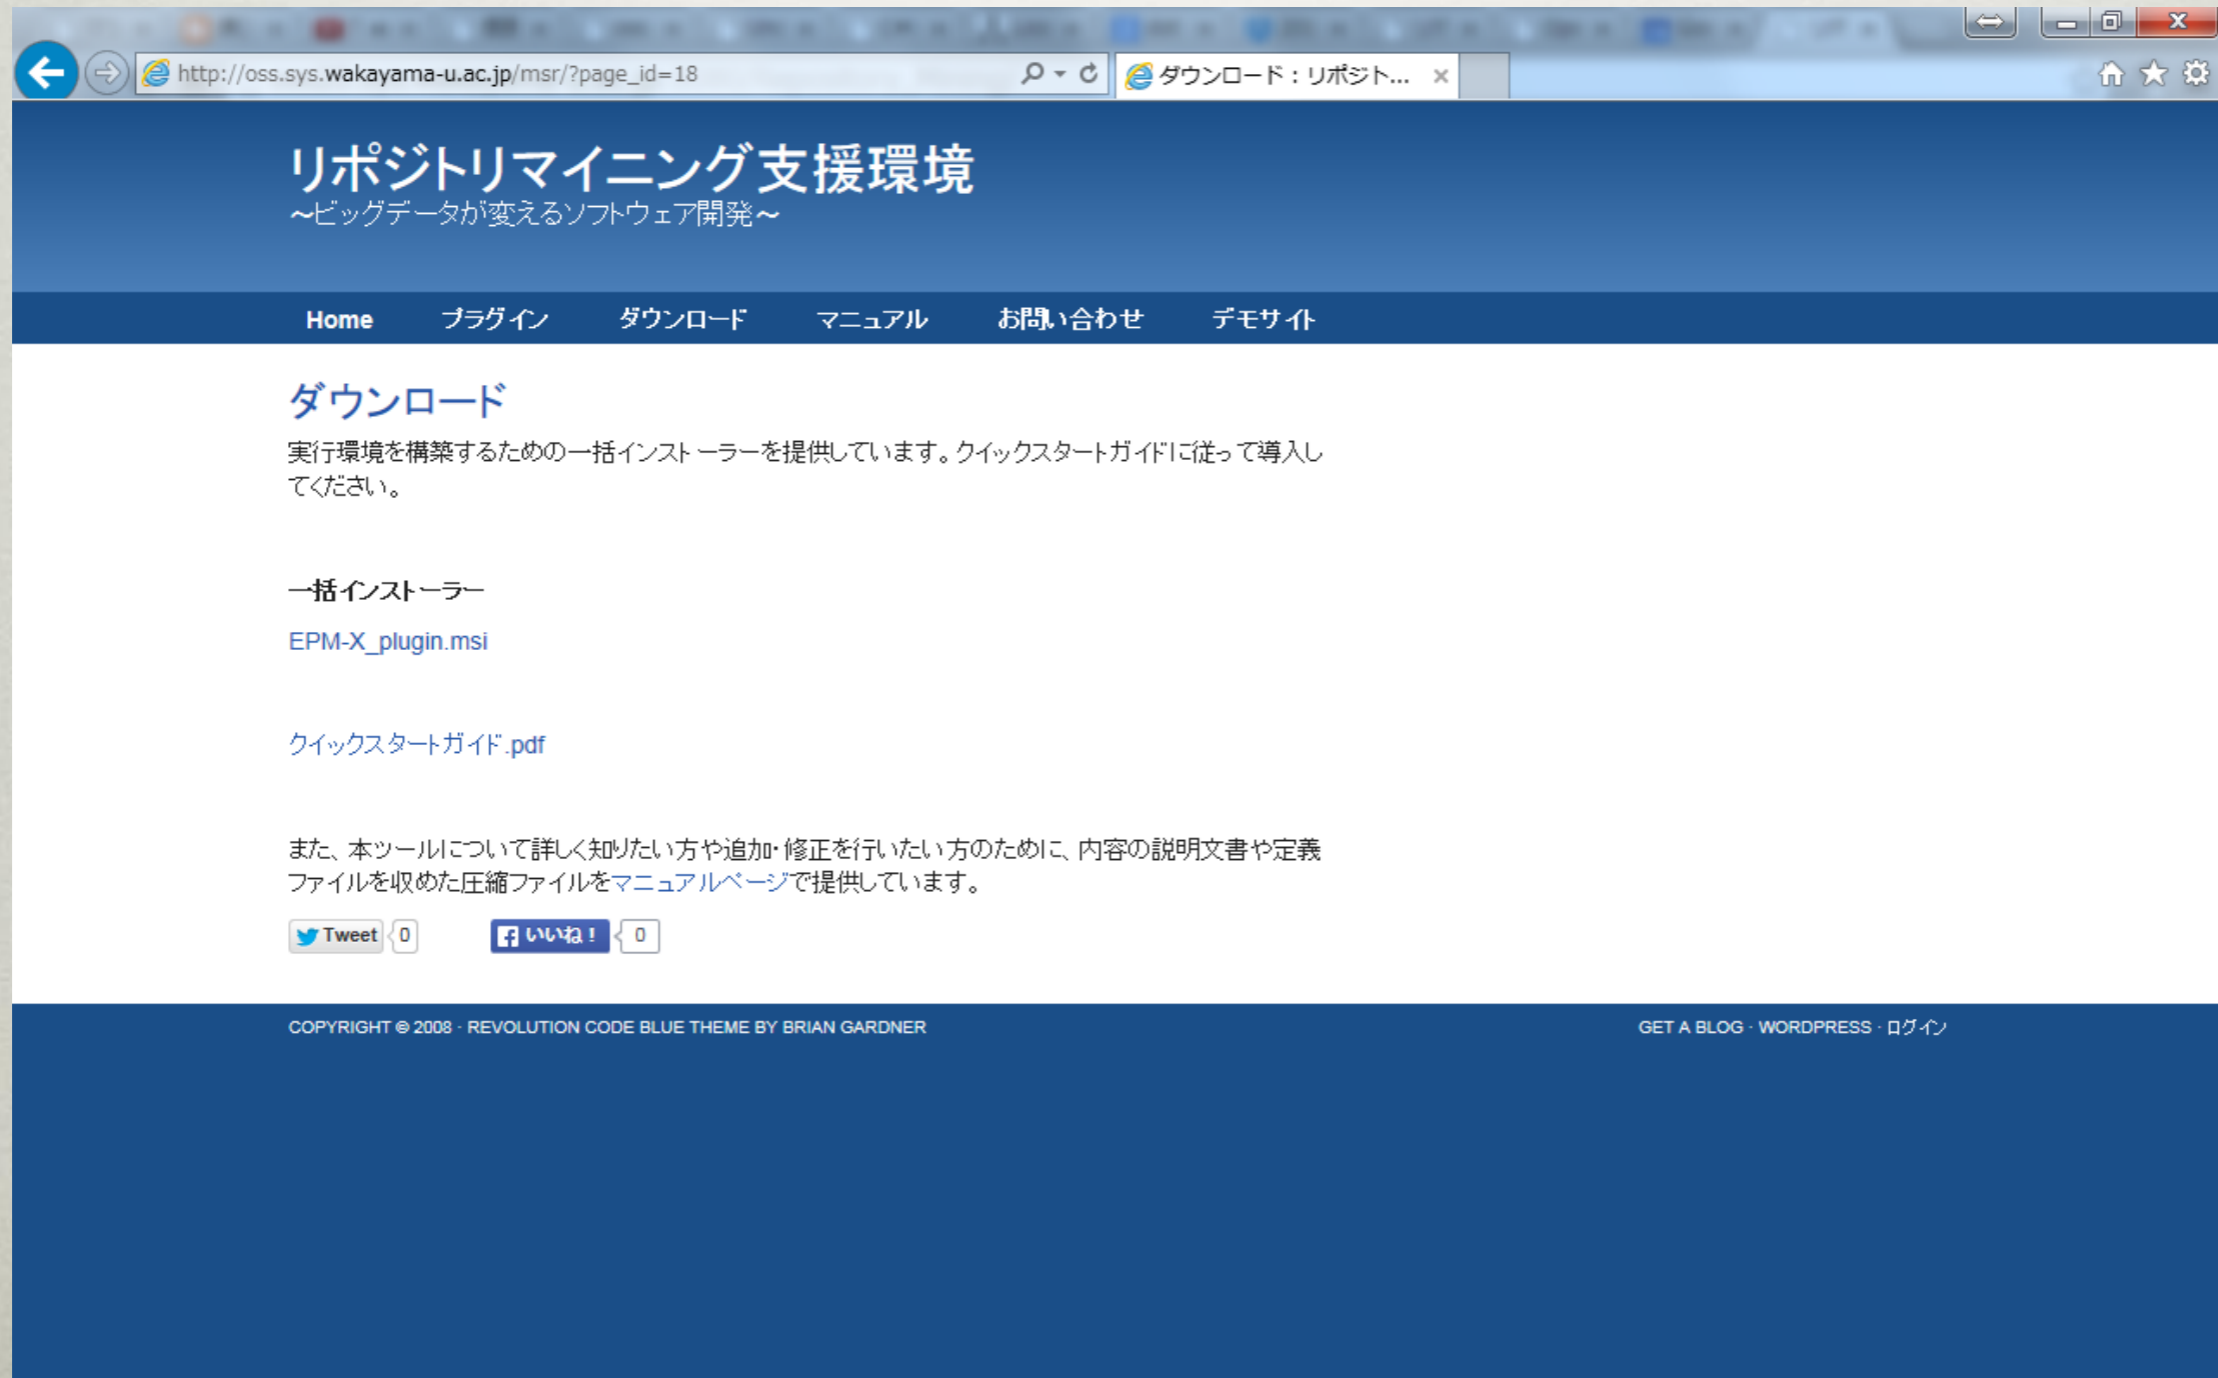 http://oss.sys.wakayama-u.ac.jp/msr/?page_id=18
ダウンロード：リポジト...
リポジトリマイニング支援環境
～ビッグデータが変えるソフトウェア開発～
Home プラグイン ダウンロード マニュアル お問い合わせ デモサイト
ダウンロード
実行環境を構築するための一括インストーラーを提供しています。クイックスタートガイドに従って導入し
てください。
一括インストーラー
EPM-X_plugin.msi
クイックスタートガイド.pdf
また、本ツールについて詳しく知りたい方や追加・修正を行いたい方のために、内容の説明文書や定義
ファイルを収めた圧縮ファイルをマニュアルページで提供しています。
Tweet 0 いいね！ 0
COPYRIGHT © 2008 · REVOLUTION CODE BLUE THEME BY BRIAN GARDNER GET A BLOG · WORDPRESS · ログイン